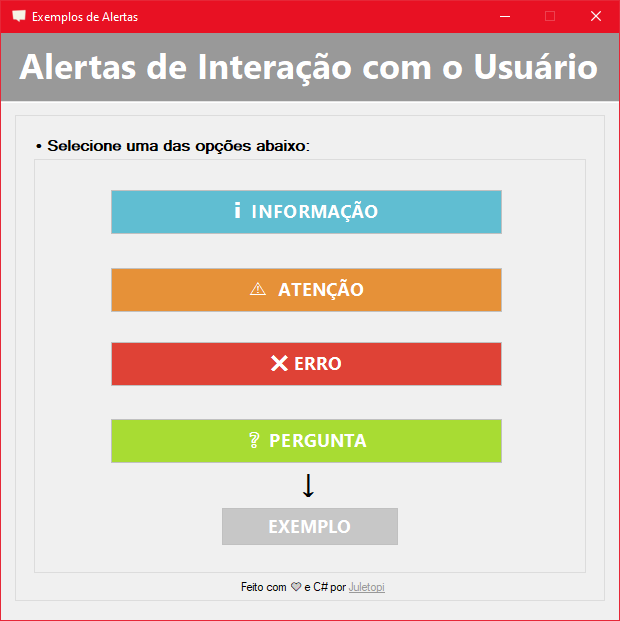 Exemplos de Alertas
Alertas de Interação com o Usuário
• Selecione uma das opções abaixo:
ℹ INFORMAÇÃO
⚠ ATENÇÃO
❌ ERRO
❔ PERGUNTA
↓
EXEMPLO
Feito com ❤ e C# por Juletopi